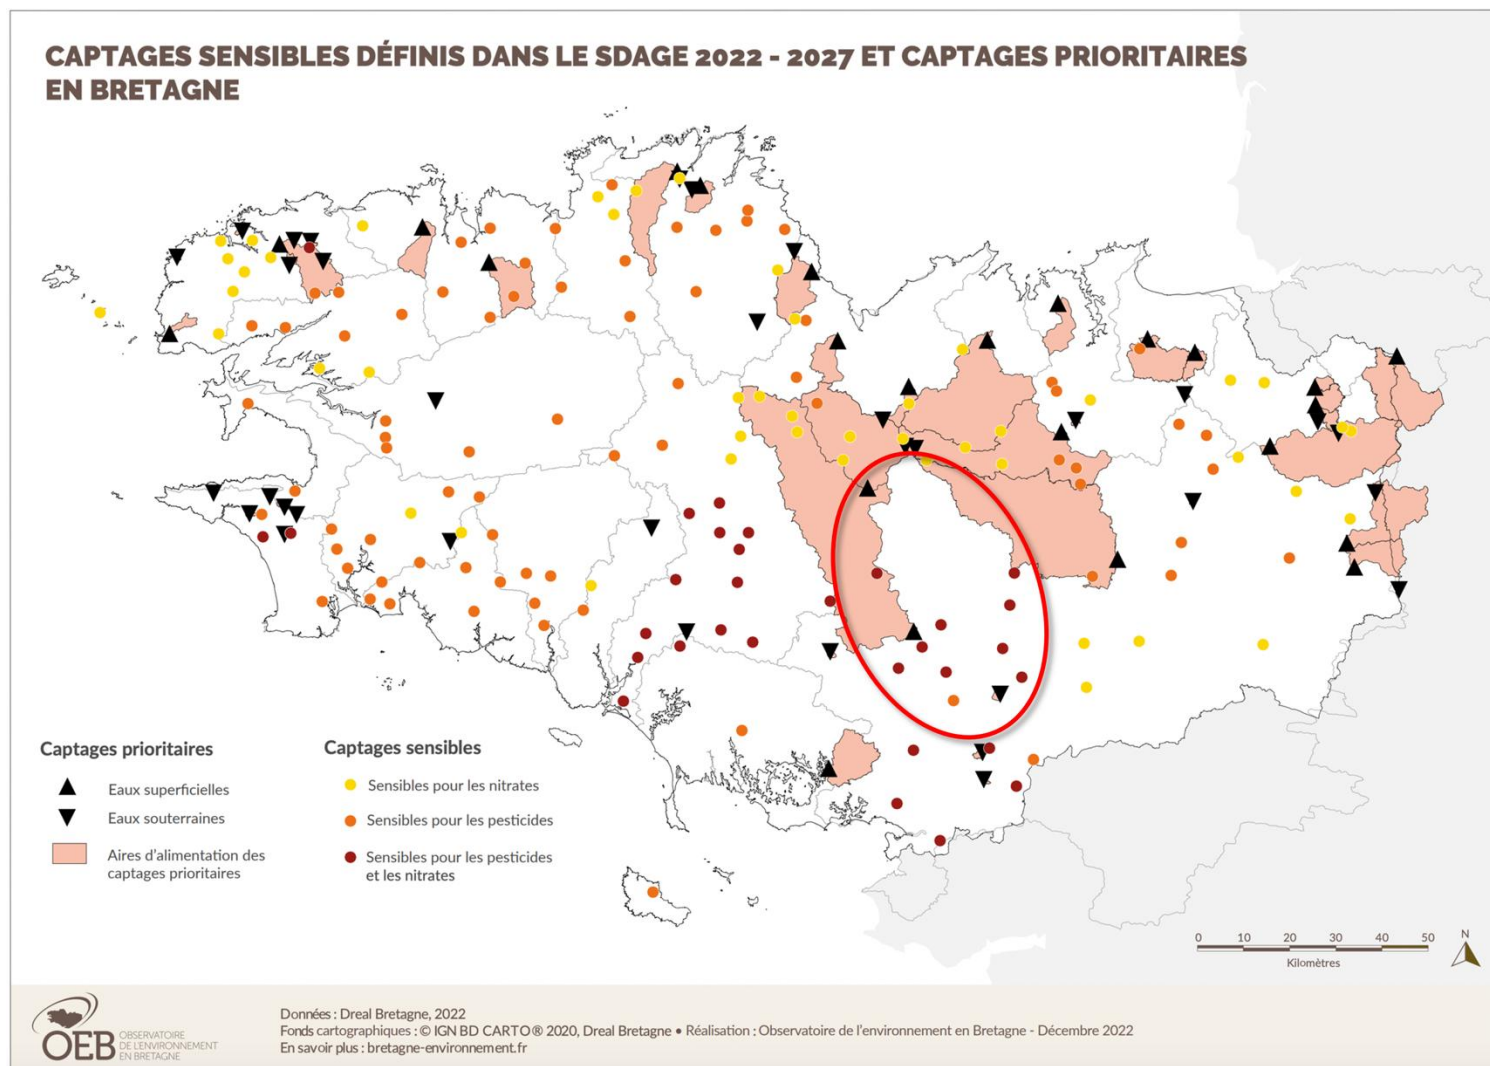 CAPTAGES SENSIBLES DÉFINIS DANS LE SDAGE 2022 - 2027 ET CAPTAGES PRIORITAIRES
EN BRETAGNE
Captages prioritaires
Eaux superficielles
Eaux souterraines
Aires d'alimentation des
captages prioritaires
Captages sensibles
Sensibles pour les nitrates
Sensibles pour les pesticides
Sensibles pour les pesticides
et les nitrates
0 10 20 30 40 50
Kilomètres
N
OEB
OBSERVATOIRE
DE L'ENVIRONNEMENT
EN BRETAGNE
Données : Dreal Bretagne, 2022
Fonds cartographiques : © IGN BD CARTO ® 2020, Dreal Bretagne • Réalisation : Observatoire de l'environnement en Bretagne - Décembre 2022
En savoir plus : bretagne-environnement.fr